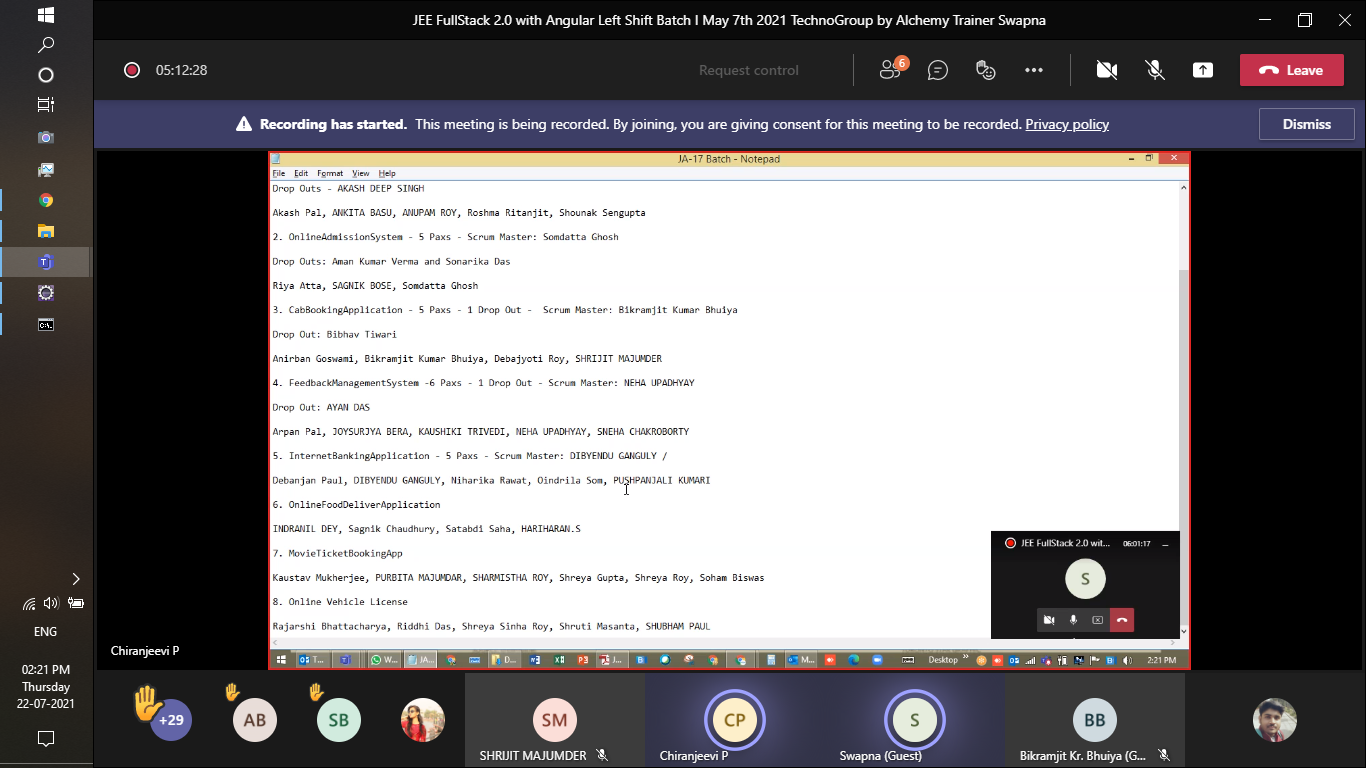 JEE FullStack 2.0 with Angular Left Shift Batch I May 7th 2021 TechnoGroup by Alchemy Trainer Swapna
05:12:28
Request control
6
Leave
Recording has started. This meeting is being recorded. By joining, you are giving consent for this meeting to be recorded. Privacy policy
Dismiss
JA-17 Batch - Notepad
File Edit Format View Help
Drop Outs - AKASH DEEP SINGH
Akash Pal, ANKITA BASU, ANUPAM ROY, Roshma Ritanjit, Shounak Sengupta
2. OnlineAdmissionSystem - 5 Paxs - Scrum Master: Somdatta Ghosh
Drop Outs: Aman Kumar Verma and Sonarika Das
Riya Atta, SAGNIK BOSE, Somdatta Ghosh
3. CabBookingApplication - 5 Paxs - 1 Drop Out - Scrum Master: Bikramjit Kumar Bhuiya
Drop Out: Bibhav Tiwari
Anirban Goswami, Bikramjit Kumar Bhuiya, Debajyoti Roy, SHRIJIT MAJUMDER
4. FeedbackManagementSystem -6 Paxs - 1 Drop Out - Scrum Master: NEHA UPADHYAY
Drop Out: AYAN DAS
Arpan Pal, JOYSURJYA BERA, KAUSHIKI TRIVEDI, NEHA UPADHYAY, SNEHA CHAKROBORTY
5. InternetBankingApplication - 5 Paxs - Scrum Master: DIBYENDU GANGULY /
Debanjan Paul, DIBYENDU GANGULY, Niharika Rawat, Oindrila Som, PUSHPANJALI KUMARI
6. OnlineFoodDeliverApplication
INDRANIL DEY, Sagnik Chaudhury, Satabdi Saha, HARIHARAN.S
7. MovieTicketBookingApp
Kaustav Mukherjee, PURBITA MAJUMDAR, SHARMISTHA ROY, Shreya Gupta, Shreya Roy, Soham Biswas
8. Online Vehicle License
Rajarshi Bhattacharya, Riddhi Das, Shreya Sinha Roy, Shruti Masanta, SHUBHAM PAUL
JEE FullStack 2.0 wit... 06:01:17
S
T...
W...
JA...
D...
J...
M...
Desktop
2:21 PM
Chiranjeevi P
ENG
02:21 PM
Thursday
22-07-2021
+29
AB
SB
SM
SHRIJIT MAJUMDER
CP
Chiranjeevi P
S
Swapna (Guest)
BB
Bikramjit Kr. Bhuiya (G...